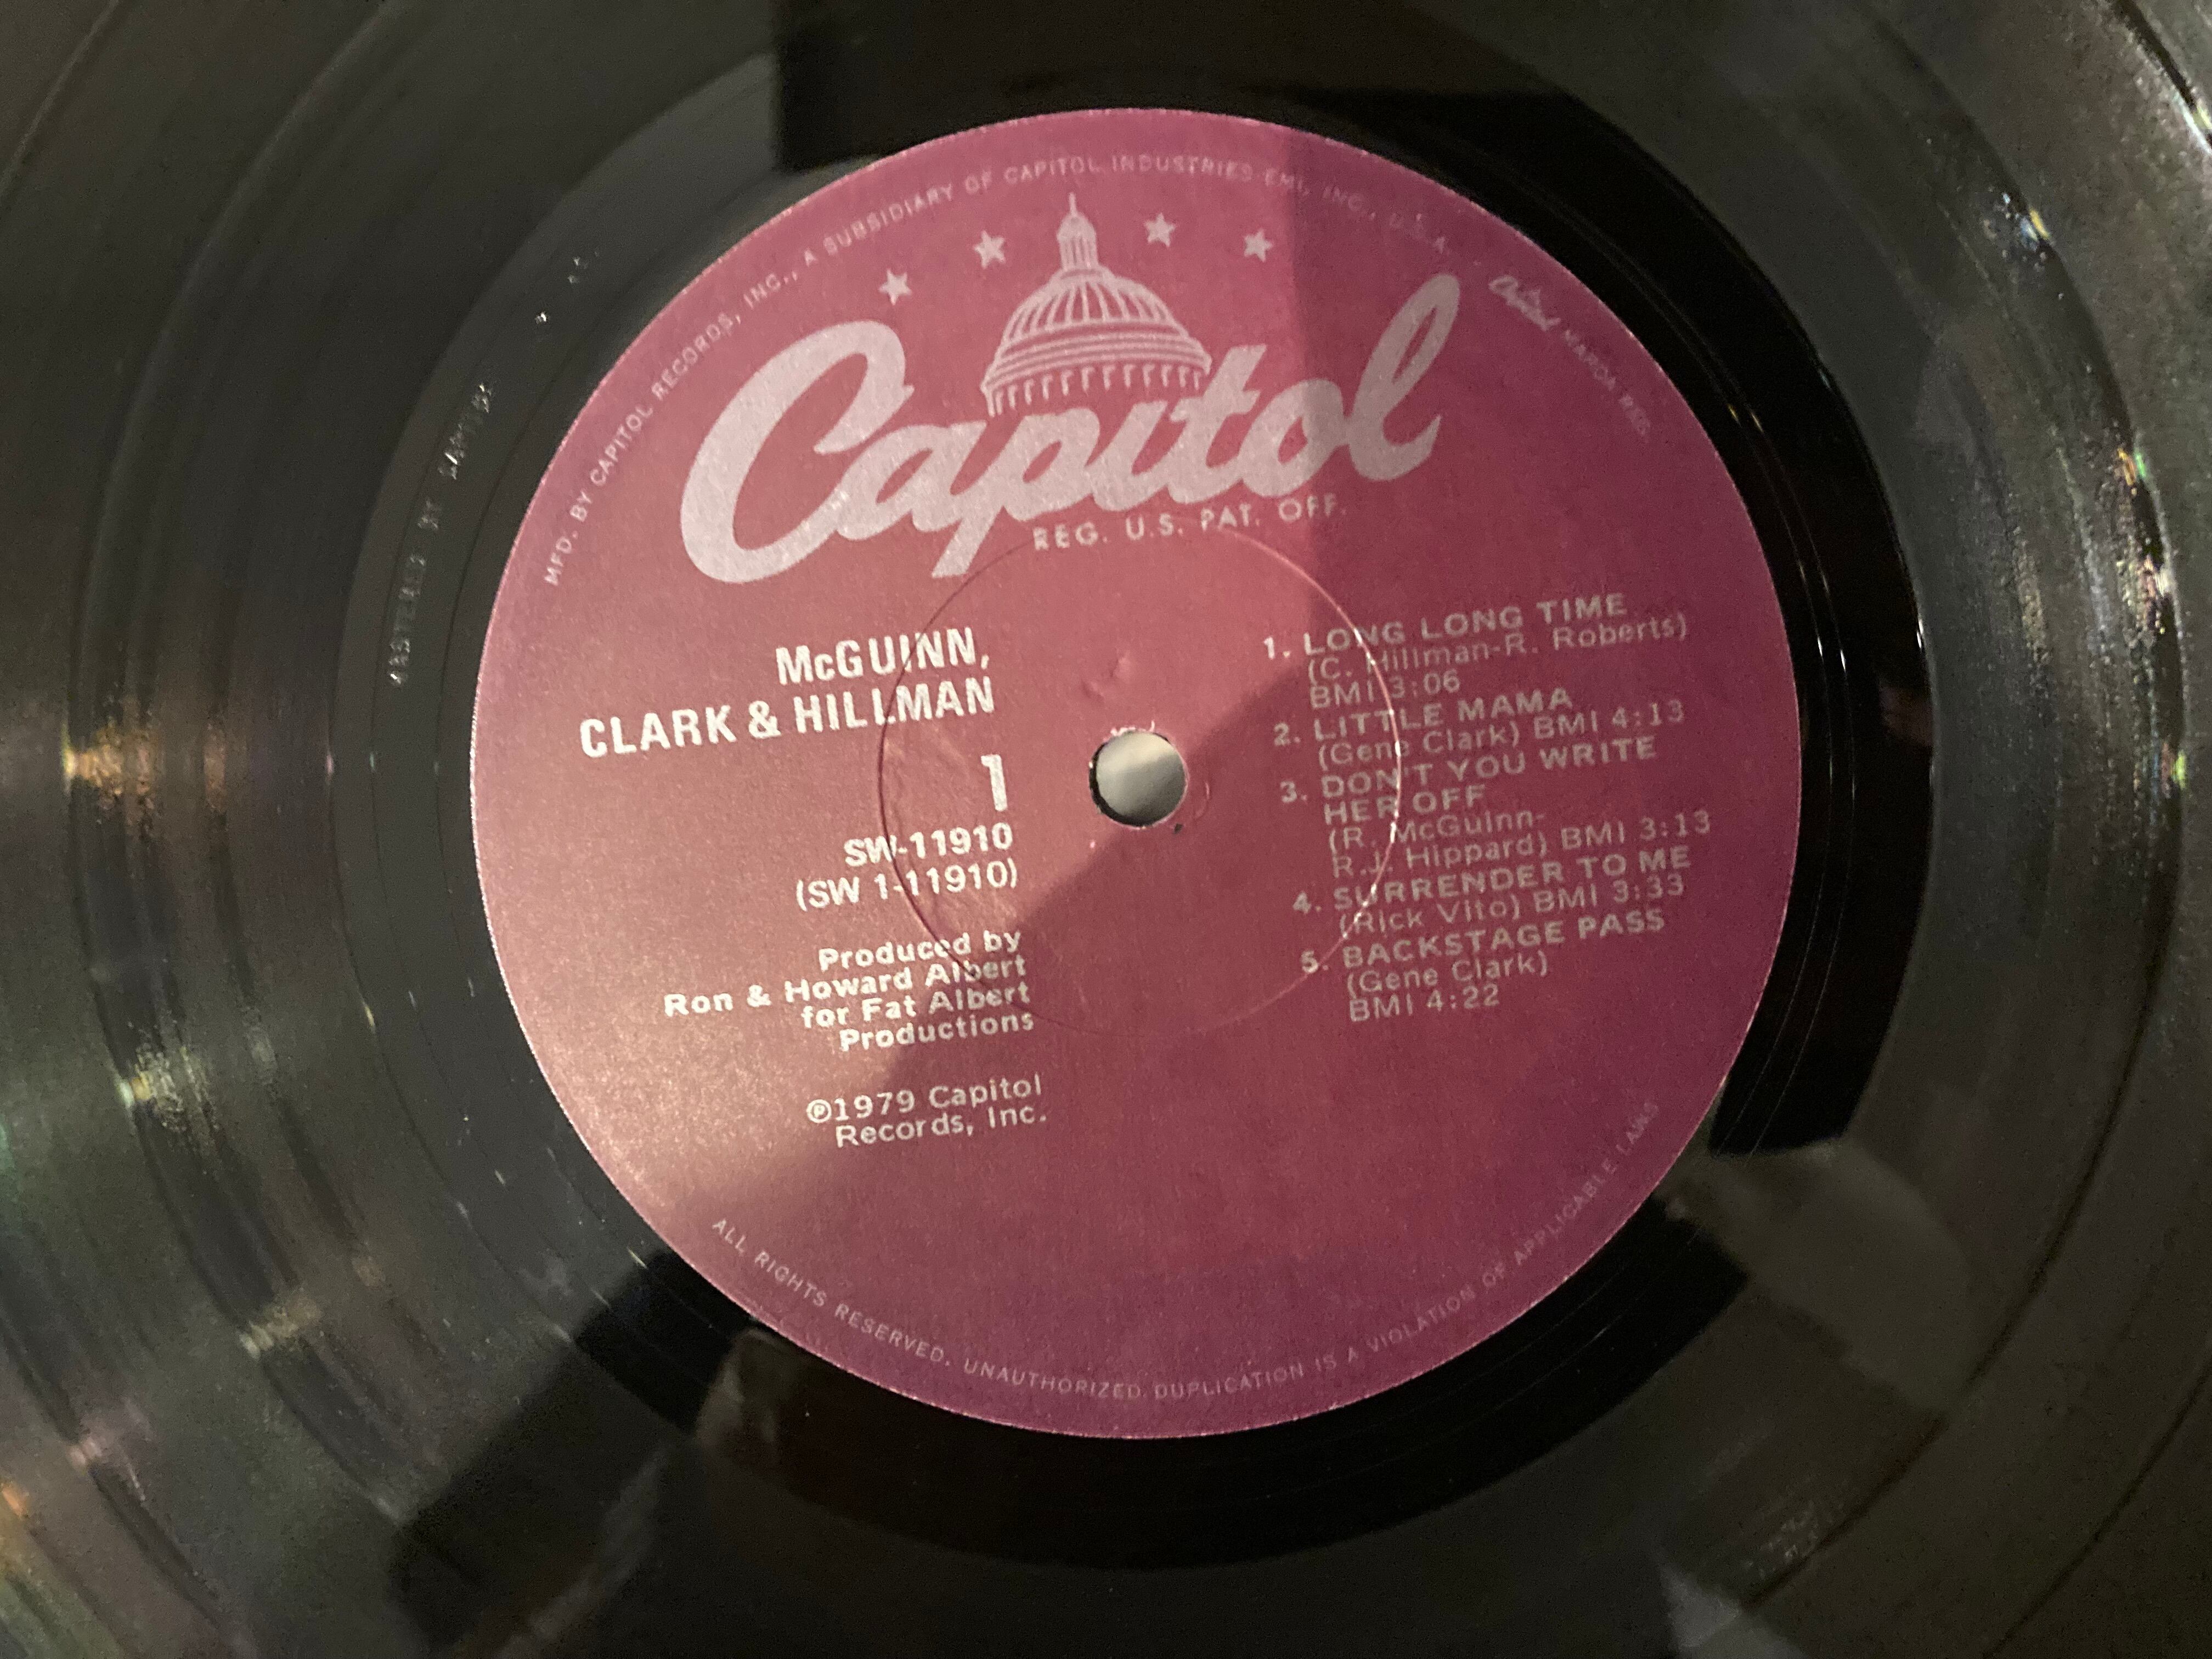 MFD. BY CAPITOL RECORDS, INC., A SUBSIDIARY OF CAPITOL INDUSTRIES-EMI, INC., U.S.A. · Capitol MARCA REG.
Capitol
REG. U.S. PAT. OFF.
McGUINN,
CLARK & HILLMAN
1
SW-11910
(SW 1-11910)
Produced by
Ron & Howard Albert
for Fat Albert
Productions
℗1979 Capitol
Records, Inc.
1. LONG LONG TIME
(C. Hillman-R. Roberts)
BMI 3:06
2. LITTLE MAMA
(Gene Clark) BMI 4:13
3. DON'T YOU WRITE
HER OFF
(R. McGuinn-
R.J. Hippard) BMI 3:13
4. SURRENDER TO ME
(Rick Vito) BMI 3:33
5. BACKSTAGE PASS
(Gene Clark)
BMI 4:22
ALL RIGHTS RESERVED. UNAUTHORIZED DUPLICATION IS A VIOLATION OF APPLICABLE LAWS
MASTERED BY CAPITOL